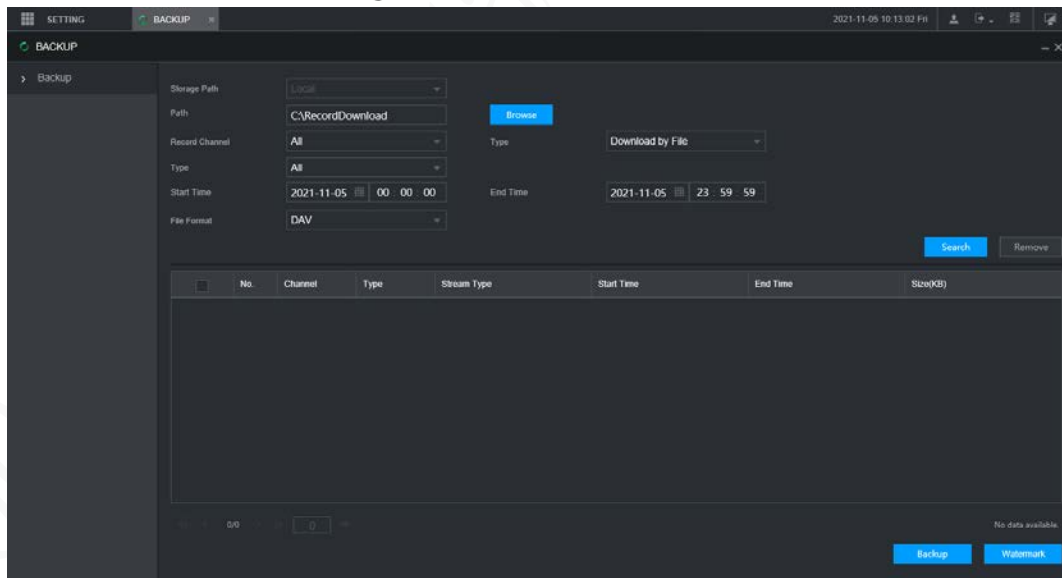 SETTING BACKUP × 2021-11-05 10:13:02 Fri
BACKUP
Backup
Storage Path Local
Path C:\RecordDownload Browse
Record Channel All Type Download by File
Type All
Start Time 2021-11-05 00 : 00 : 00 End Time 2021-11-05 23 : 59 : 59
File Format DAV
Search Remove
No. Channel Type Stream Type Start Time End Time Size(KB)
0/0 0 No data available.
Backup Watermark